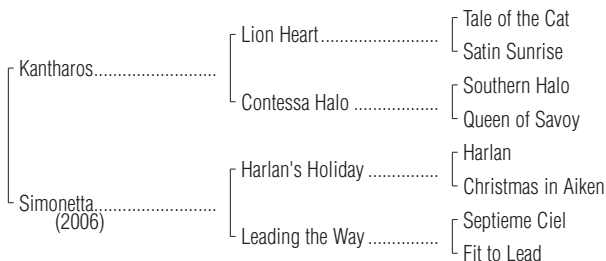 Tale of the Cat
Lion Heart........................
Satin Sunrise
Kantharos.........................
Southern Halo
Contessa Halo .................
Queen of Savoy
Harlan
Harlan's Holiday ..............
Christmas in Aiken
Simonetta.........................
(2006)
Septieme Ciel
Leading the Way ..............
Fit to Lead